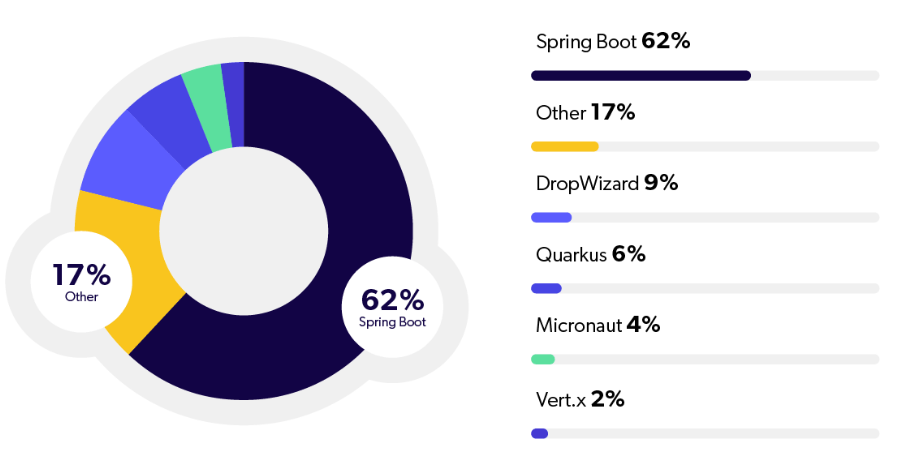 17%
Other
62%
Spring Boot
Spring Boot 62%
Other 17%
DropWizard 9%
Quarkus 6%
Micronaut 4%
Vert.x 2%